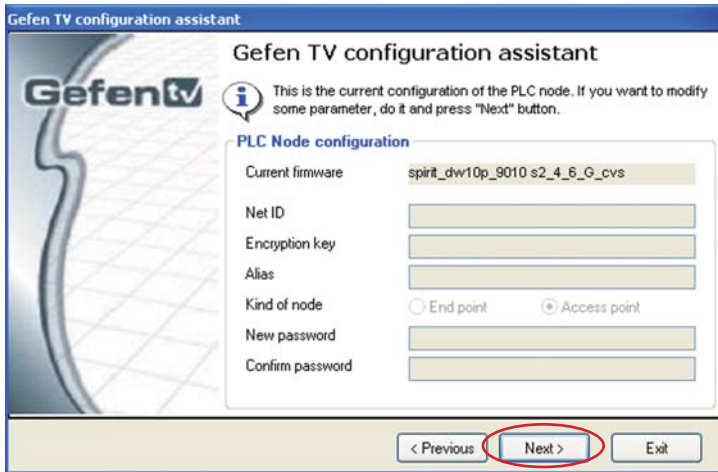 Gefen TV configuration assistant
Gefen tv
Gefen TV configuration assistant
This is the current configuration of the PLC node. If you want to modify
some parameter, do it and press "Next" button.
PLC Node configuration
Current firmware spirit_dw10p_9010 s2_4_6_G_cvs
Net ID
Encryption key
Alias
Kind of node End point Access point
New password
Confirm password
< Previous Next > Exit